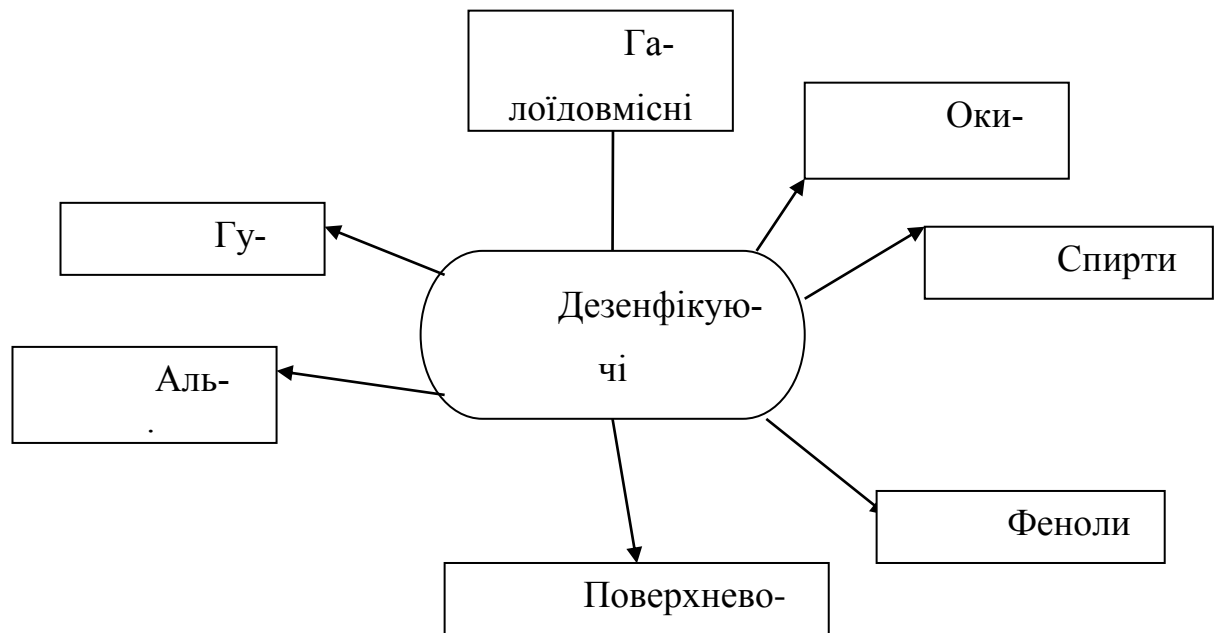 Га-
лоїдовмісні
Оки-
Гу-
Спирти
Дезенфікую-
чі
Аль-
Феноли
Поверхнево-